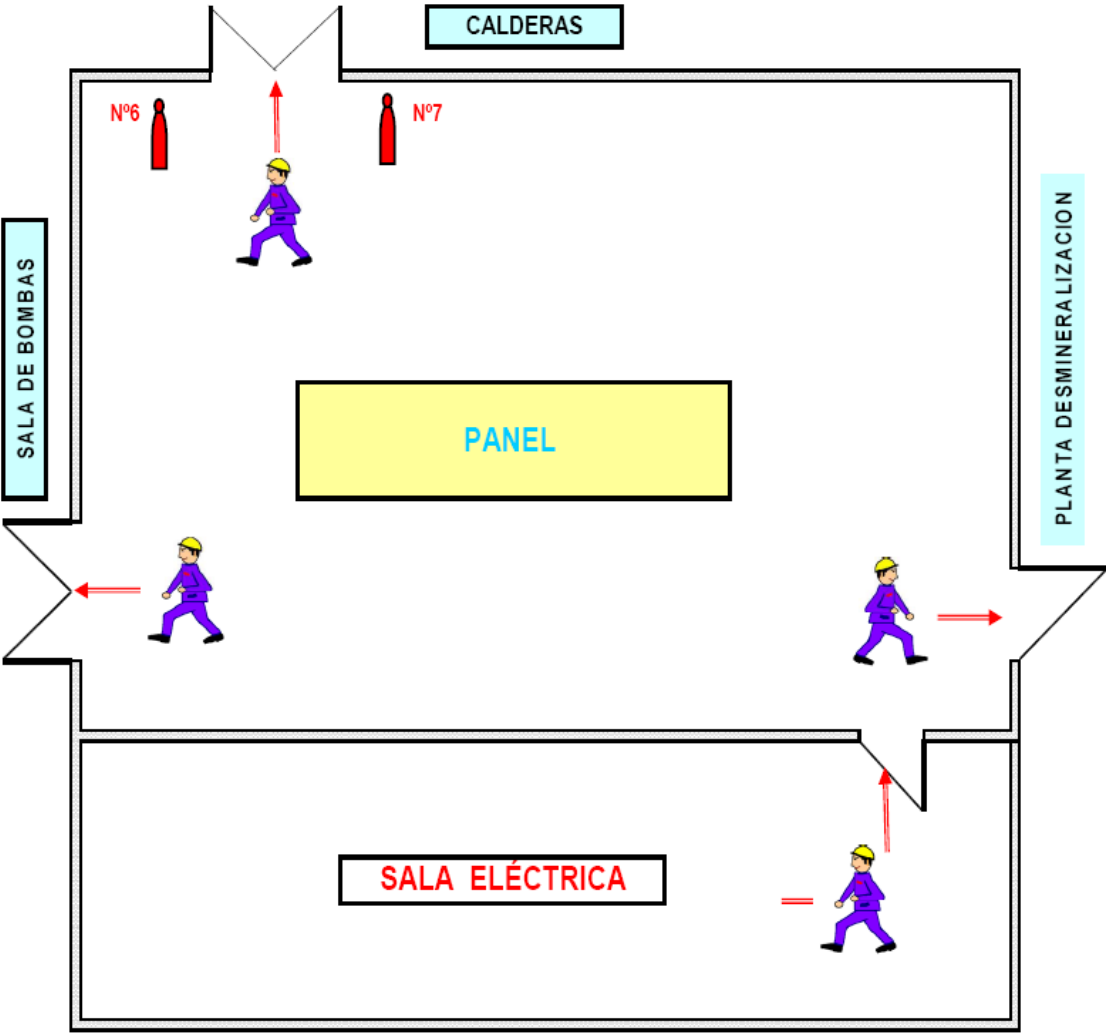 CALDERAS
Nº6
Nº7
SALA DE BOMBAS
PLANTA DESMINERALIZACION
PANEL
SALA ELÉCTRICA